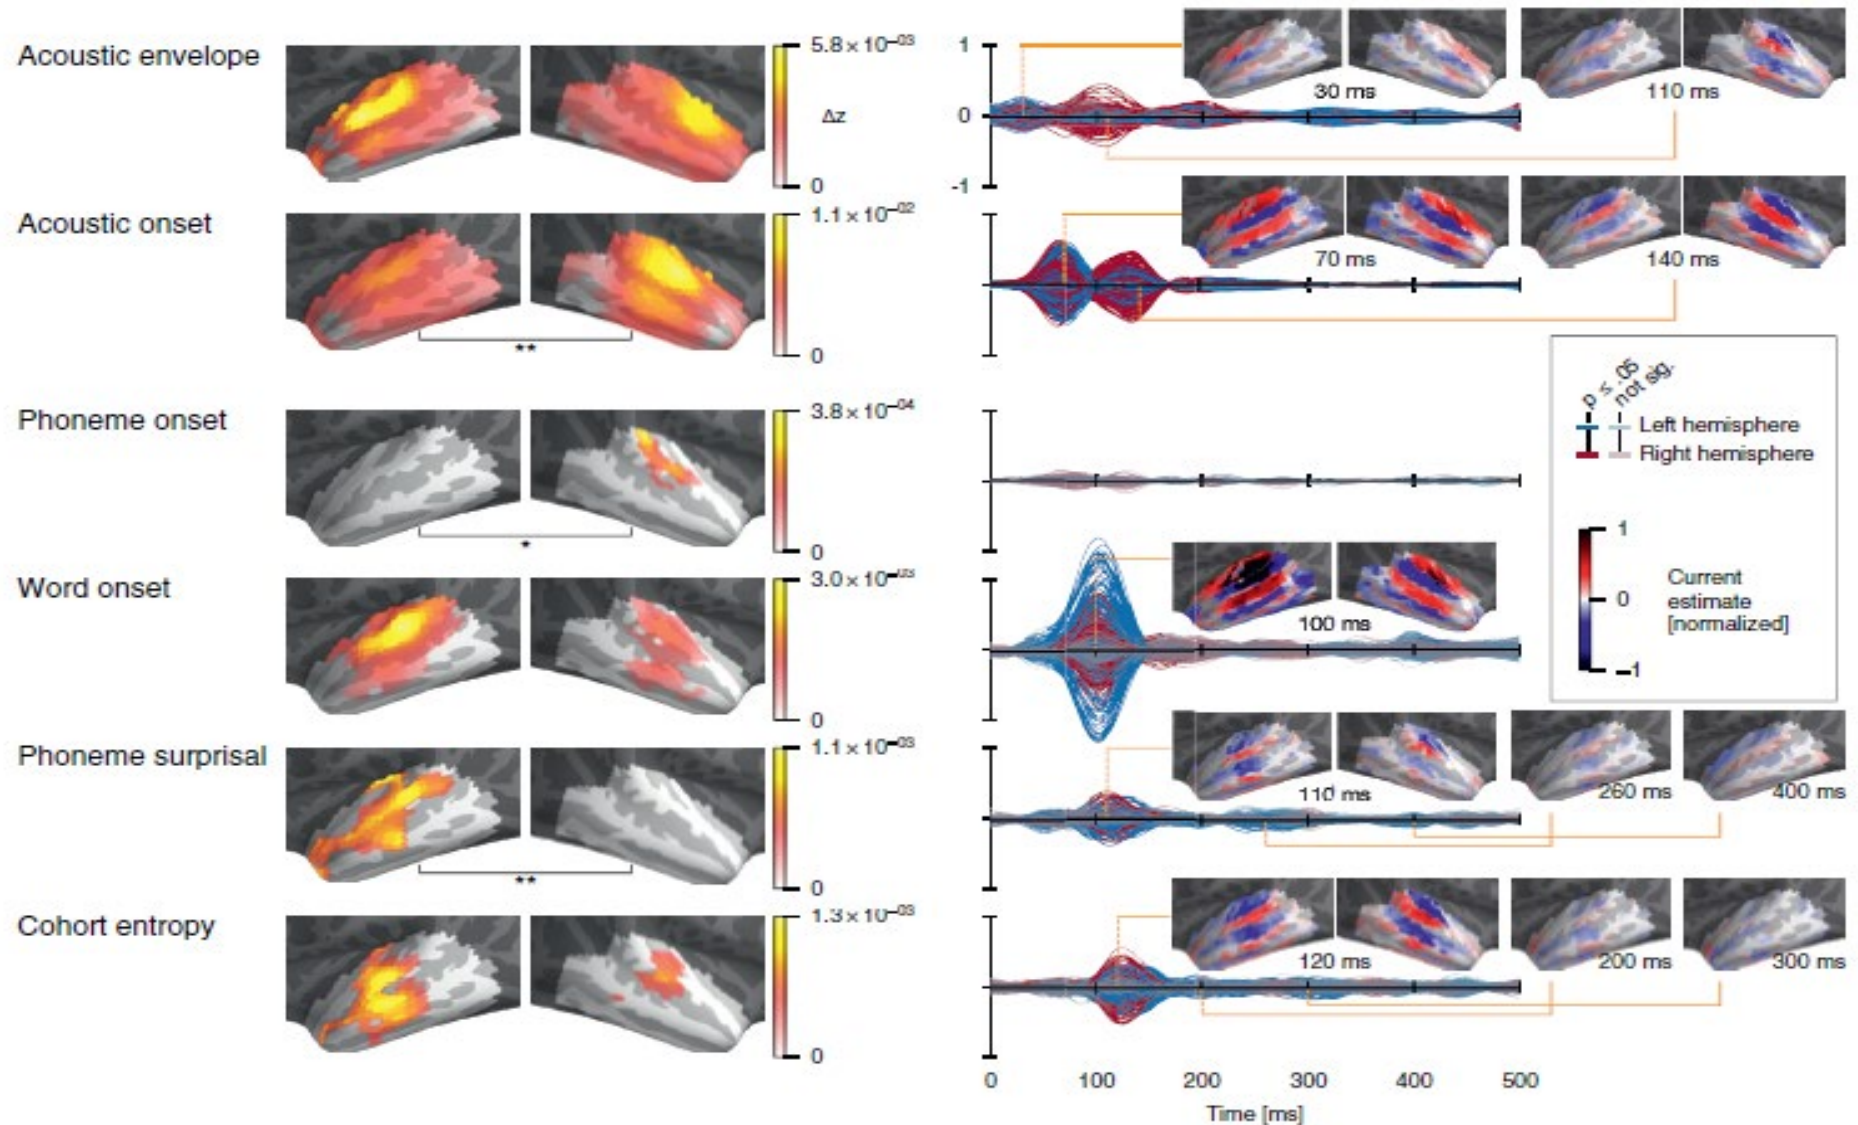 Acoustic envelope
5.8 × 10⁻⁰³
Δz
0
1
0
-1
30 ms
110 ms
Acoustic onset
1.1 × 10⁻⁰²
0
70 ms
140 ms
Phoneme onset
**
3.8 × 10⁻⁰⁴
0
p ≤ .05
not sig.
Left hemisphere
Right hemisphere
*
Word onset
3.0 × 10⁻⁰³
0
100 ms
1
0
-1
Current
estimate
[normalized]
Phoneme surprisal
1.1 × 10⁻⁰³
0
110 ms
260 ms
400 ms
**
Cohort entropy
1.3 × 10⁻⁰³
0
120 ms
200 ms
300 ms
0 100 200 300 400 500
Time [ms]